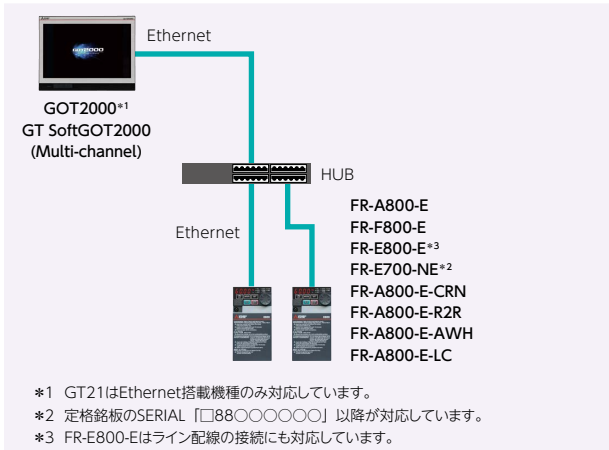 Ethernet
GOT2000
GOT2000*1
GT SoftGOT2000
(Multi-channel)
HUB
Ethernet
FR-A800-E
FR-F800-E
FR-E800-E*3
FR-E700-NE*2
FR-A800-E-CRN
FR-A800-E-R2R
FR-A800-E-AWH
FR-A800-E-LC
*1 GT21はEthernet搭載機種のみ対応しています。
*2 定格銘板のSERIAL「□88○○○○○○」以降が対応しています。
*3 FR-E800-Eはライン配線の接続にも対応しています。